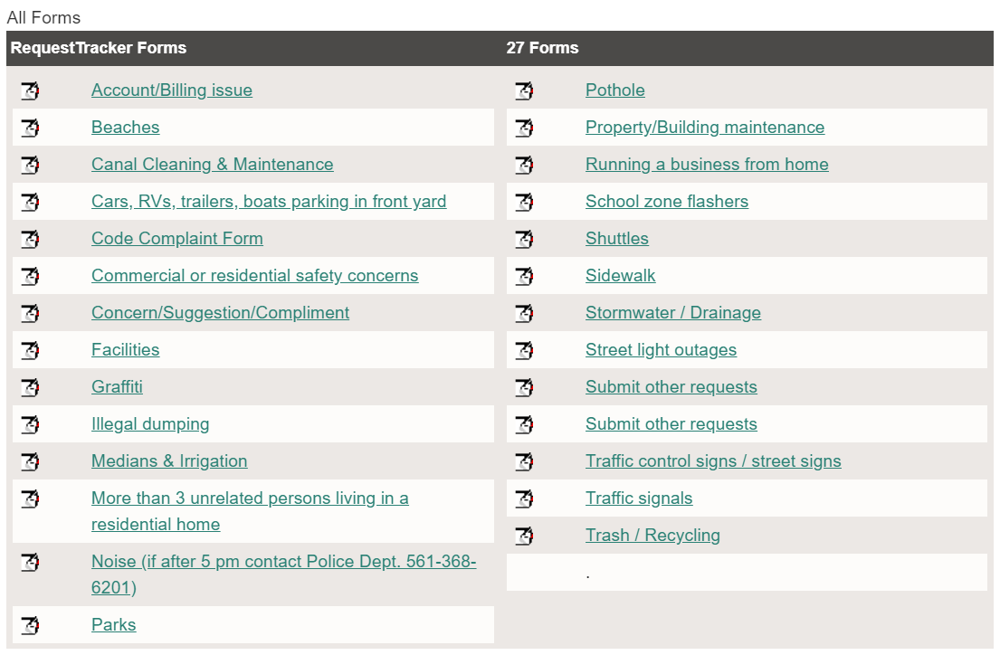 All Forms
RequestTracker Forms
27 Forms
Account/Billing issue
Beaches
Canal Cleaning & Maintenance
Cars, RVs, trailers, boats parking in front yard
Code Complaint Form
Commercial or residential safety concerns
Concern/Suggestion/Compliment
Facilities
Graffiti
Illegal dumping
Medians & Irrigation
More than 3 unrelated persons living in a
residential home
Noise (if after 5 pm contact Police Dept. 561-368-
6201)
Parks
Pothole
Property/Building maintenance
Running a business from home
School zone flashers
Shuttles
Sidewalk
Stormwater / Drainage
Street light outages
Submit other requests
Submit other requests
Traffic control signs / street signs
Traffic signals
Trash / Recycling
.